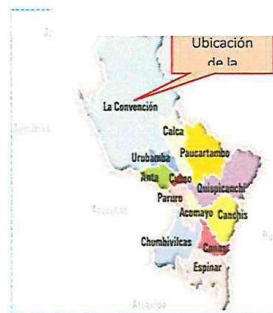 Ubicación
de la
La Convención
Calca
Paucartambo
Urubamba
Anta
Cusco
Quispicanchi
Paruro
Acomayo
Canchis
Chumbivilcas
Canas
Espinar